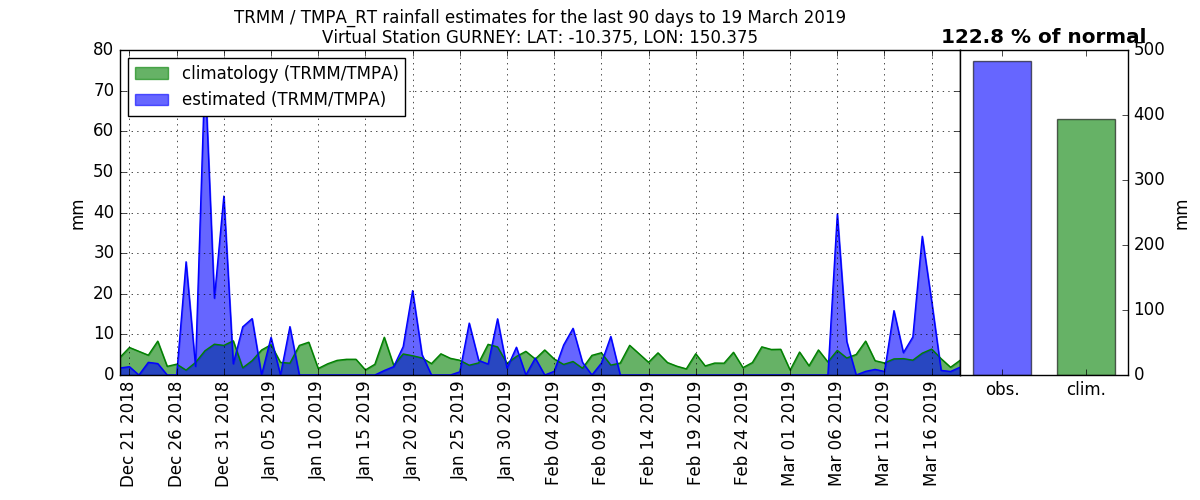 TRMM / TMPA_RT rainfall estimates for the last 90 days to 19 March 2019
Virtual Station GURNEY: LAT: -10.375, LON: 150.375
122.8 % of normal
climatology (TRMM/TMPA)
estimated (TRMM/TMPA)
mm
80
70
60
50
40
30
20
10
0
Dec 21 2018
Dec 26 2018
Dec 31 2018
Jan 05 2019
Jan 10 2019
Jan 15 2019
Jan 20 2019
Jan 25 2019
Jan 30 2019
Feb 04 2019
Feb 09 2019
Feb 14 2019
Feb 19 2019
Feb 24 2019
Mar 01 2019
Mar 06 2019
Mar 11 2019
Mar 16 2019
obs.
clim.
500
400
300
200
100
0
mm